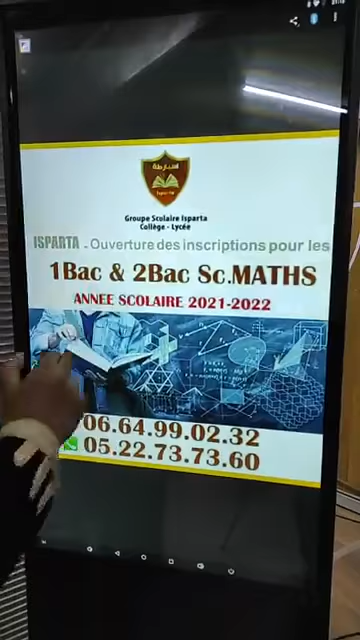 Groupe Scolaire Isparta
Collège - Lycée
ISPARTA - Ouverture des inscriptions pour les
1Bac & 2Bac Sc.MATHS
ANNEE SCOLAIRE 2021-2022
06.64.99.02.32
05.22.73.73.60